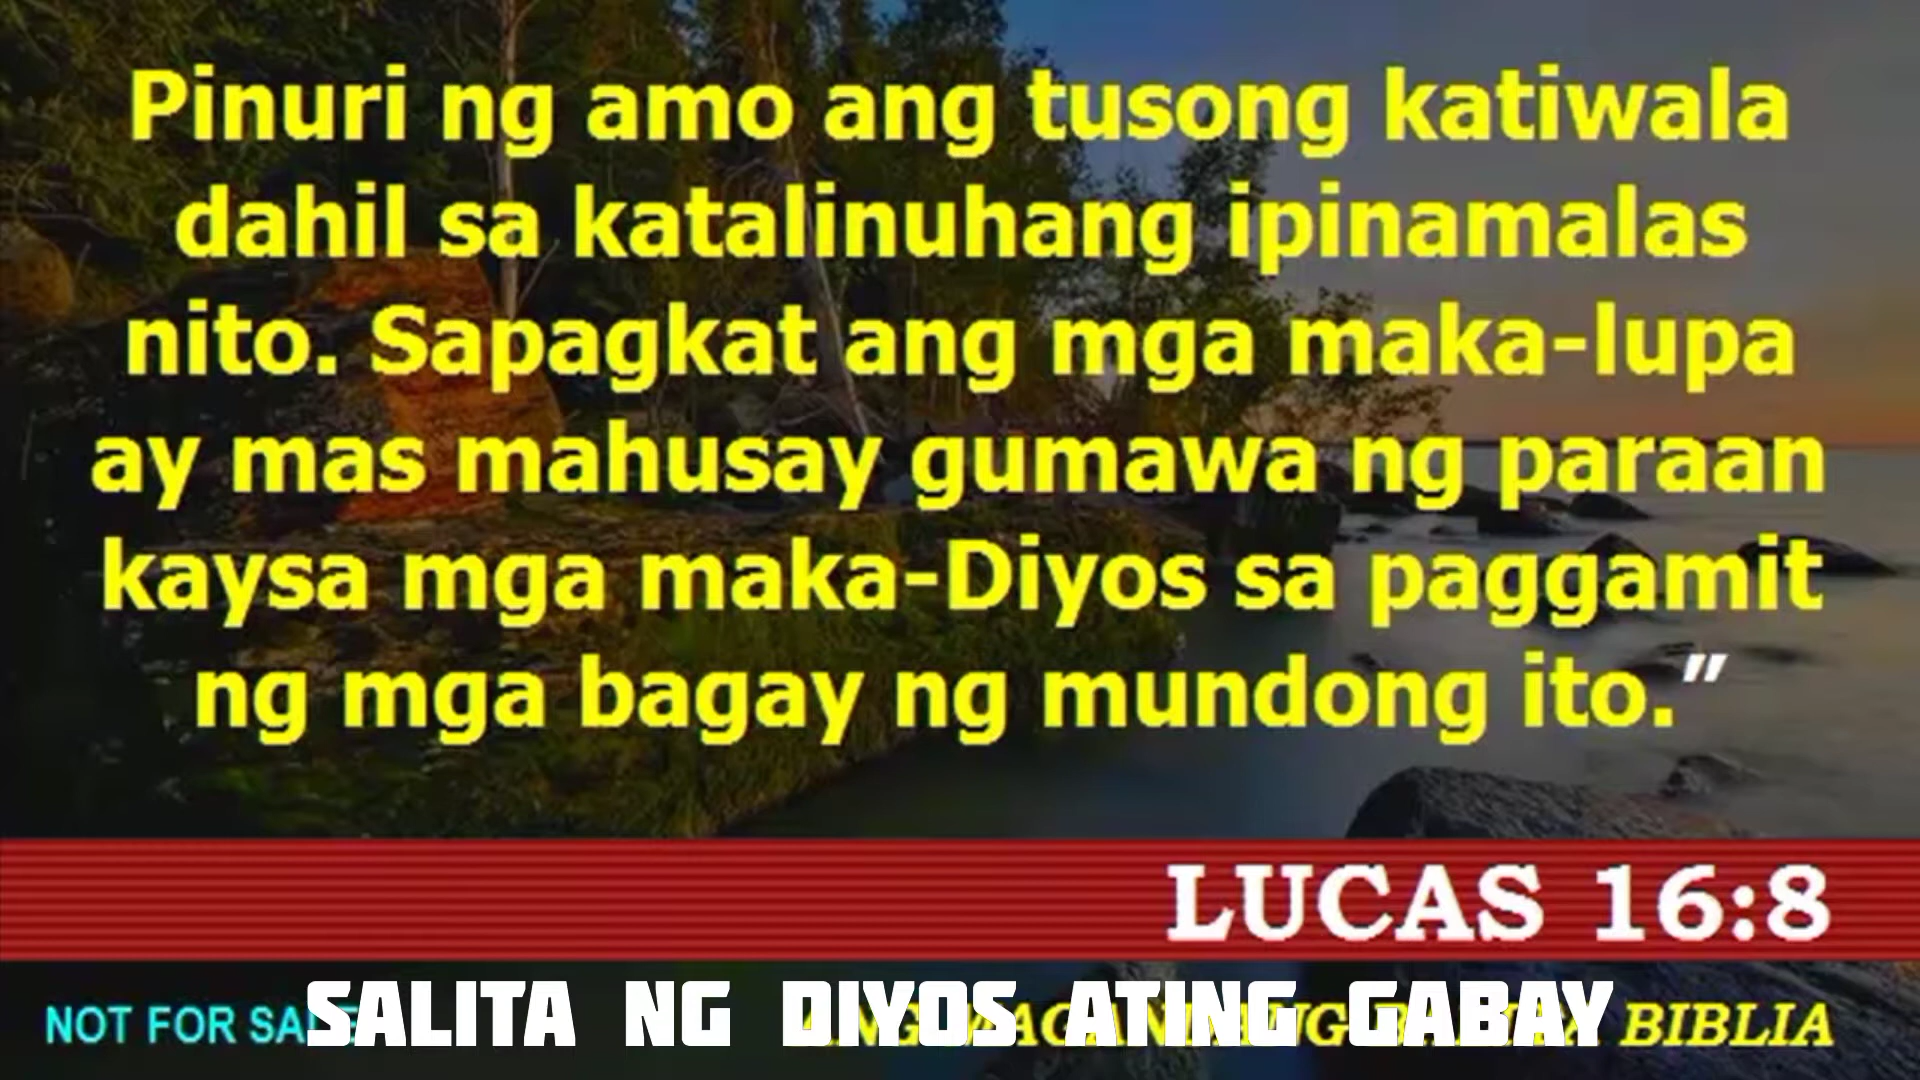 Pinuri ng amo ang tusong katiwala
dahil sa katalinuhang ipinamalas
nito. Sapagkat ang mga maka-lupa
ay mas mahusay gumawa ng paraan
kaysa mga maka-Diyos sa paggamit
ng mga bagay ng mundong ito.”
LUCAS 16:8
SALITA NG DIYOS ATING GABAY
NOT FOR SALE
BIBLIA